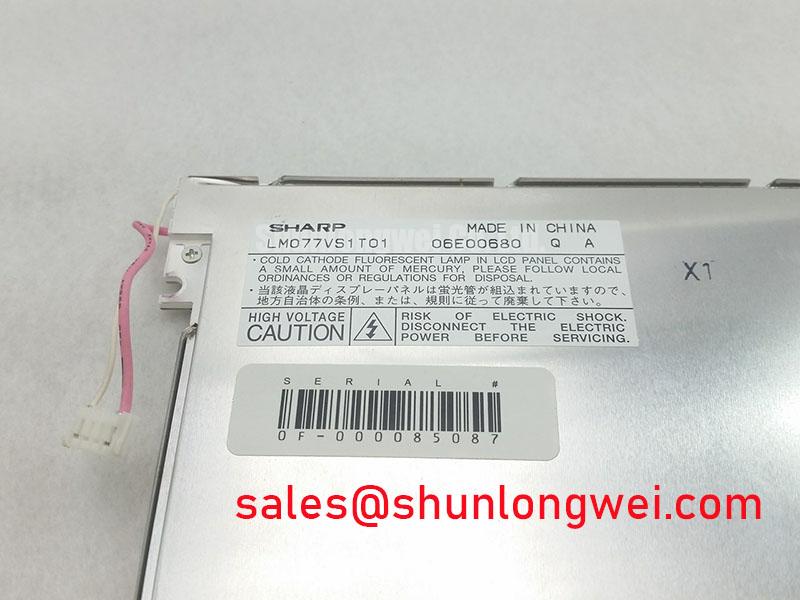 SHARP MADE IN CHINA
LM077VS1T01 06E00680 Q A
• COLD CATHODE FLUORESCENT LAMP IN LCD PANEL CONTAINS
A SMALL AMOUNT OF MERCURY, PLEASE FOLLOW LOCAL
ORDINANCES OR REGULATIONS FOR DISPOSAL.
• 当該液晶ディスプレーパネルは蛍光管が組込まれていますので、
地方自治体の条例、または、規則に従って廃棄して下さい。
HIGH VOLTAGE
CAUTION
RISK OF ELECTRIC SHOCK.
DISCONNECT THE ELECTRIC
POWER BEFORE SERVICING.
X1
SERIAL #
0F-000085087
sales@shunlongwei.com